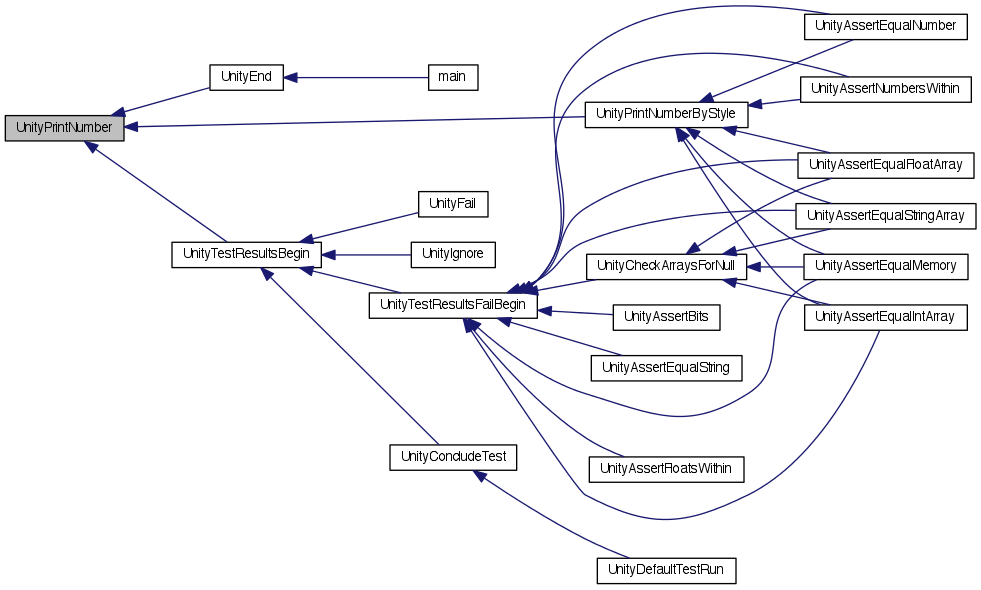 UnityPrintNumber
UnityEnd
main
UnityPrintNumberByStyle
UnityAssertEqualNumber
UnityAssertNumbersWithin
UnityAssertEqualFloatArray
UnityAssertEqualStringArray
UnityAssertEqualMemory
UnityAssertEqualIntArray
UnityTestResultsBegin
UnityFail
UnityIgnore
UnityTestResultsFailBegin
UnityCheckArraysForNull
UnityAssertBits
UnityAssertEqualString
UnityAssertFloatsWithin
UnityConcludeTest
UnityDefaultTestRun